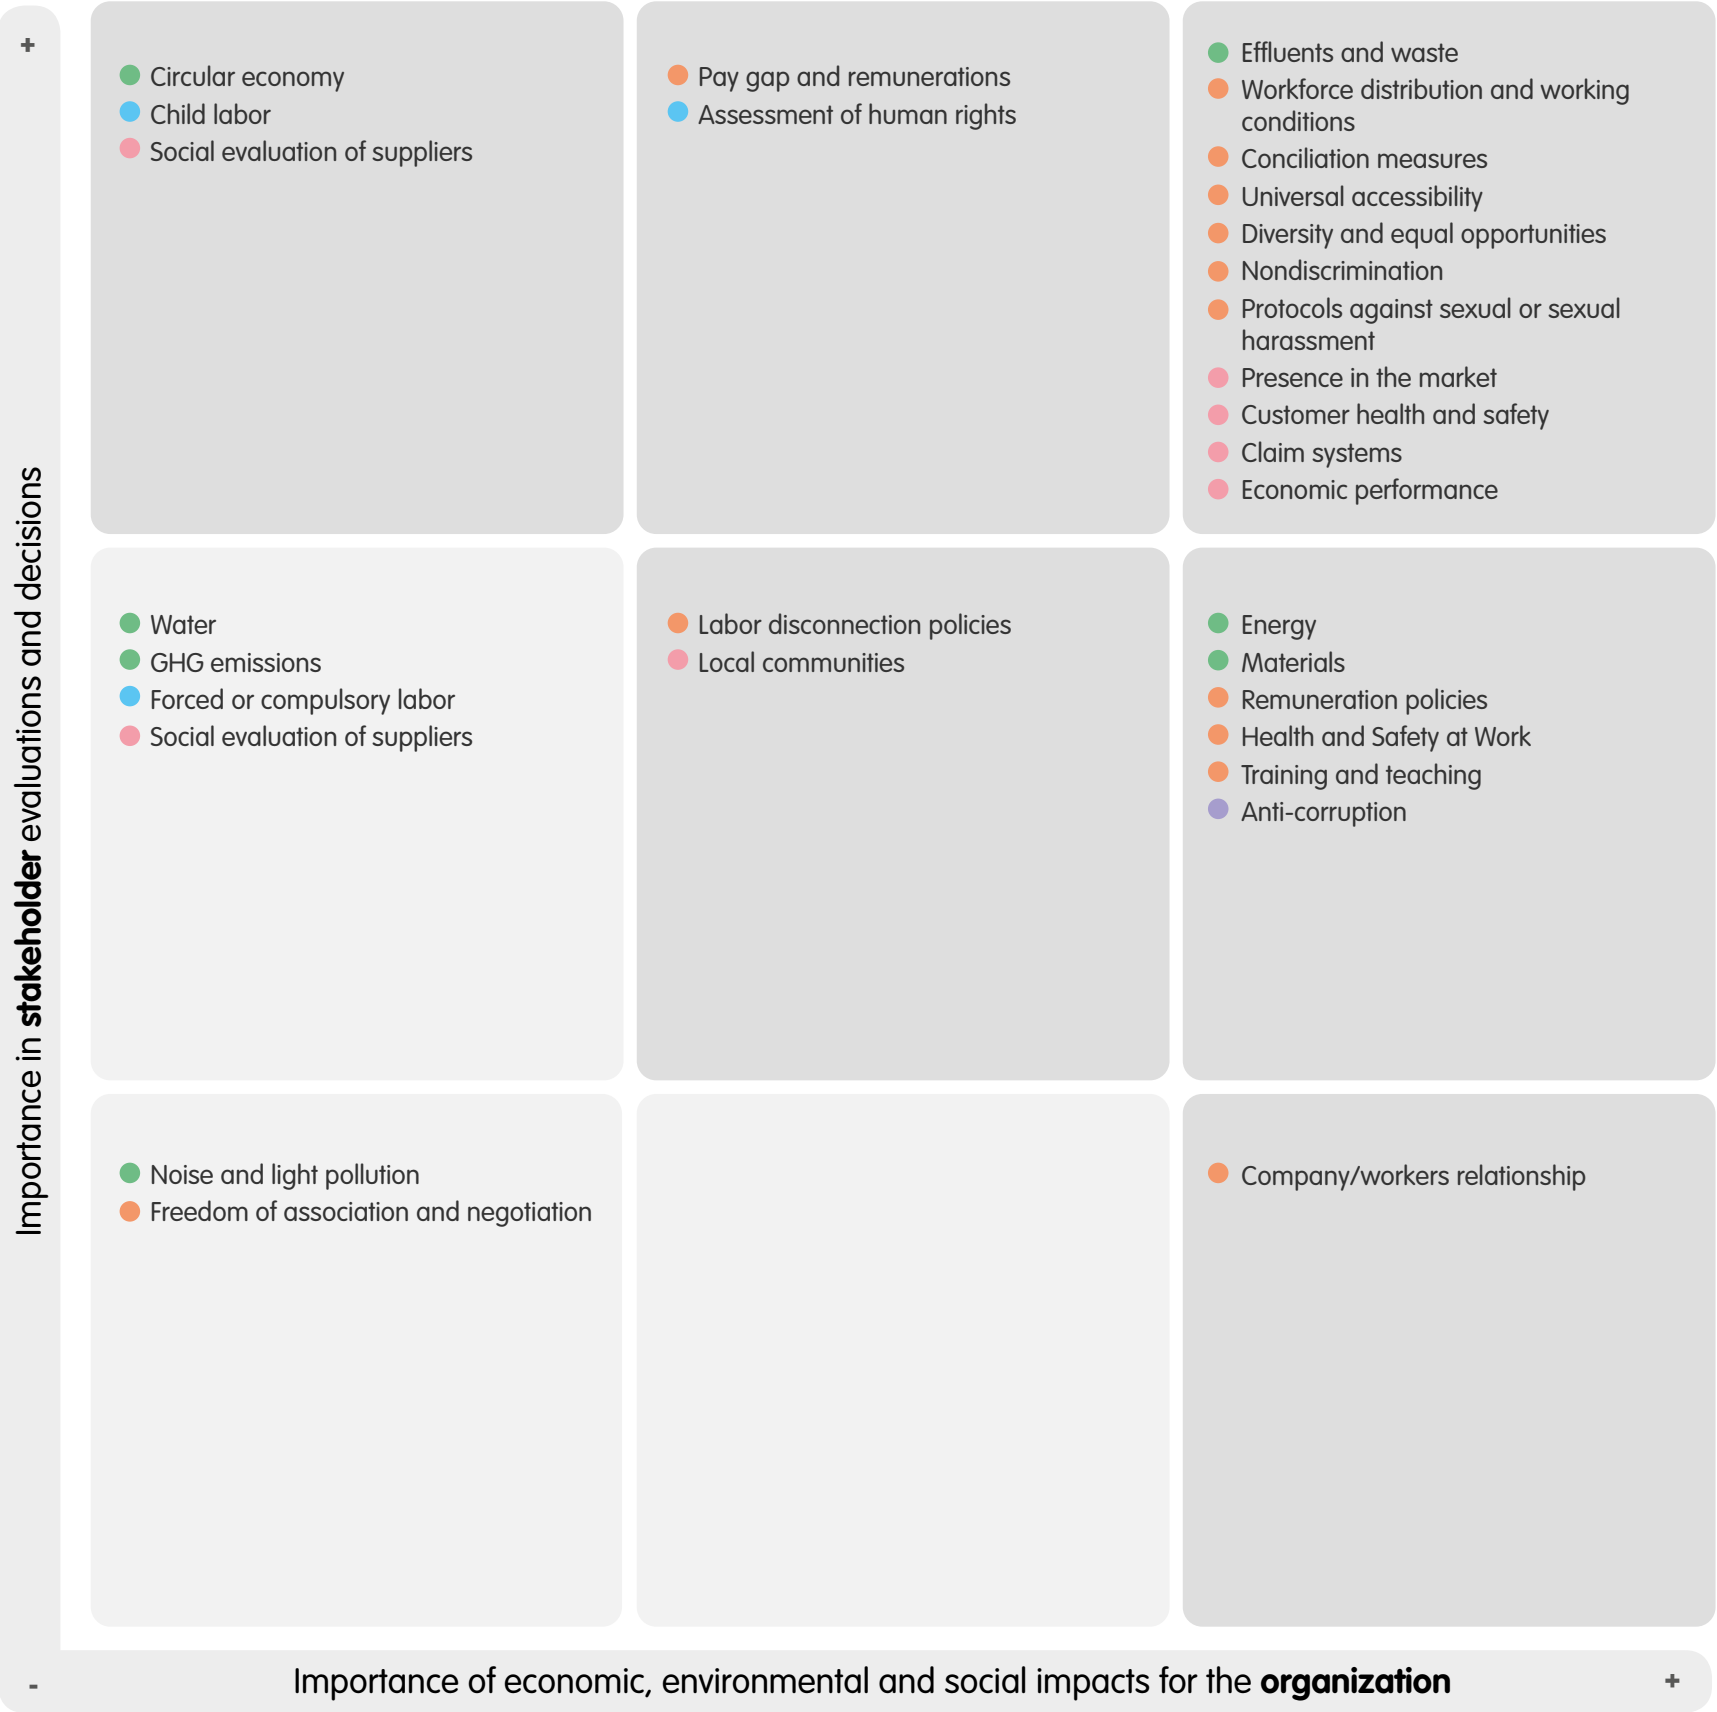 +
Importance in stakeholder evaluations and decisions
Circular economy
Child labor
Social evaluation of suppliers
Pay gap and remunerations
Assessment of human rights
Effluents and waste
Workforce distribution and working
conditions
Conciliation measures
Universal accessibility
Diversity and equal opportunities
Nondiscrimination
Protocols against sexual or sexual
harassment
Presence in the market
Customer health and safety
Claim systems
Economic performance
Water
GHG emissions
Forced or compulsory labor
Social evaluation of suppliers
Labor disconnection policies
Local communities
Energy
Materials
Remuneration policies
Health and Safety at Work
Training and teaching
Anti-corruption
Noise and light pollution
Freedom of association and negotiation
Company/workers relationship
-
Importance of economic, environmental and social impacts for the organization
+